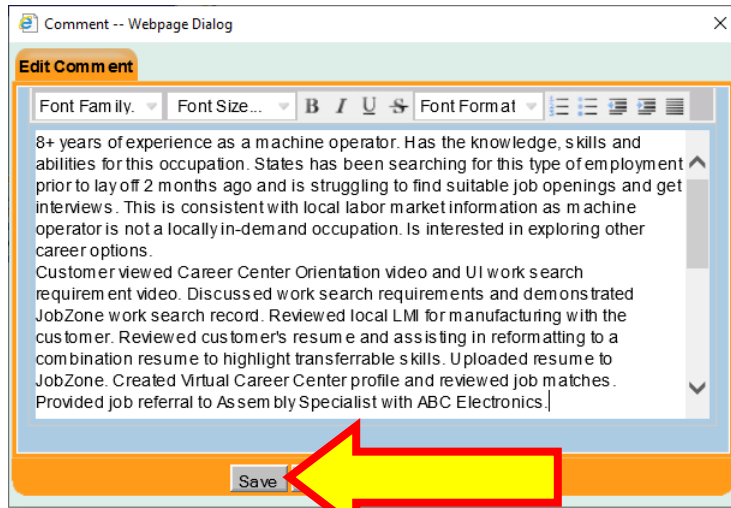 Comment -- Webpage Dialog
Edit Comment
Font Family. Font Size... B I U S Font Format
8+ years of experience as a machine operator. Has the knowledge, skills and
abilities for this occupation. States has been searching for this type of employment
prior to layoff 2 months ago and is struggling to find suitable job openings and get
interviews. This is consistent with local labor market information as machine
operator is not a locally in-demand occupation. Is interested in exploring other
career options.
Customer viewed Career Center Orientation video and UI work search
requirement video. Discussed work search requirements and demonstrated
JobZone work search record. Reviewed local LMI for manufacturing with the
customer. Reviewed customer's resume and assisting in reformatting to a
combination resume to highlight transferrable skills. Uploaded resume to
JobZone. Created Virtual Career Center profile and reviewed job matches.
Provided job referral to Assembly Specialist with ABC Electronics.
Save